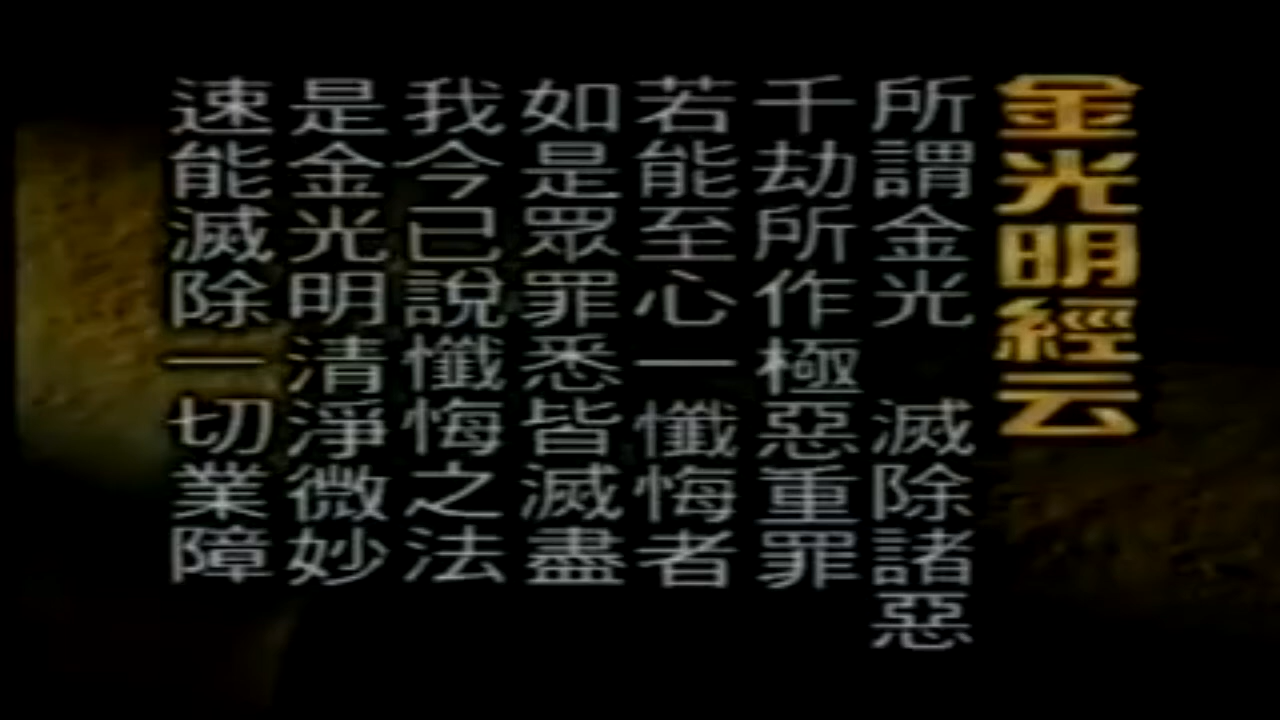 金光明經云
所謂金光 滅除諸惡
千劫所作極惡重罪
若能至心一懺悔者
如是眾罪悉皆滅盡
我今已說懺悔之法
是金光明清淨微妙
速能滅除一切業障